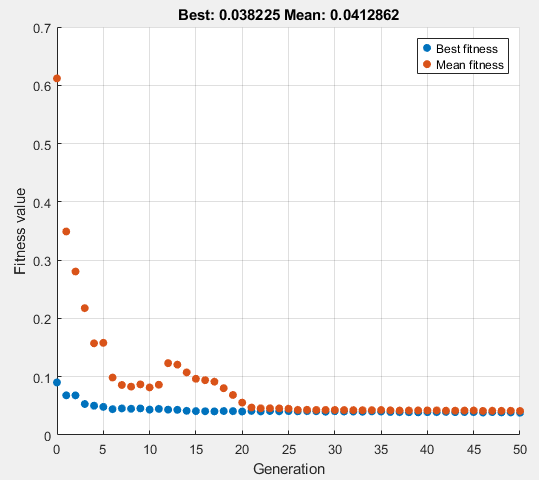 Best: 0.038225 Mean: 0.0412862
Best fitness
Mean fitness
0.7
0.6
0.5
0.4
0.3
0.2
0.1
0
Fitness value
0 5 10 15 20 25 30 35 40 45 50
Generation